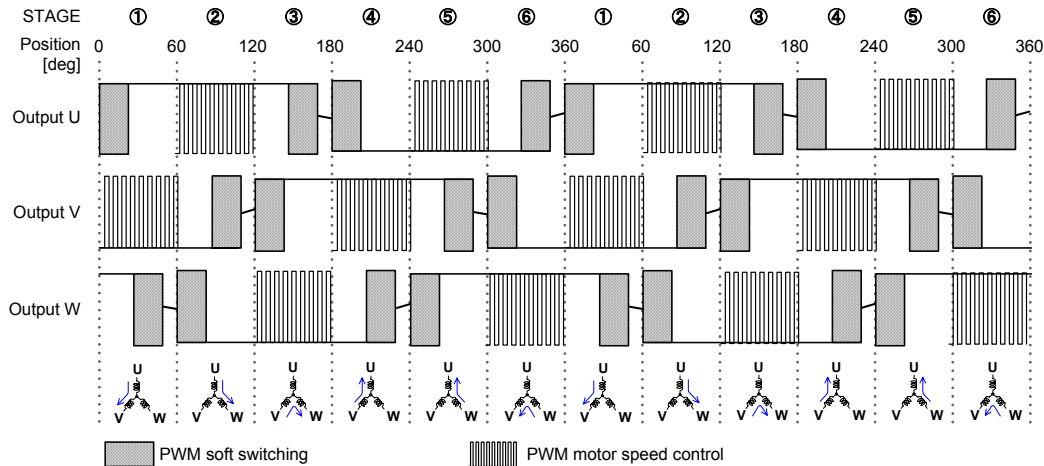 STAGE ① ② ③ ④ ⑤ ⑥ ① ② ③ ④ ⑤ ⑥
Position 0 60 120 180 240 300 360 60 120 180 240 300 360
[deg]
Output U
Output V
Output W
U U U U U U U U U U U U
V W V W V W V W V W V W V W V W V W V W V W V W
PWM soft switching PWM motor speed control